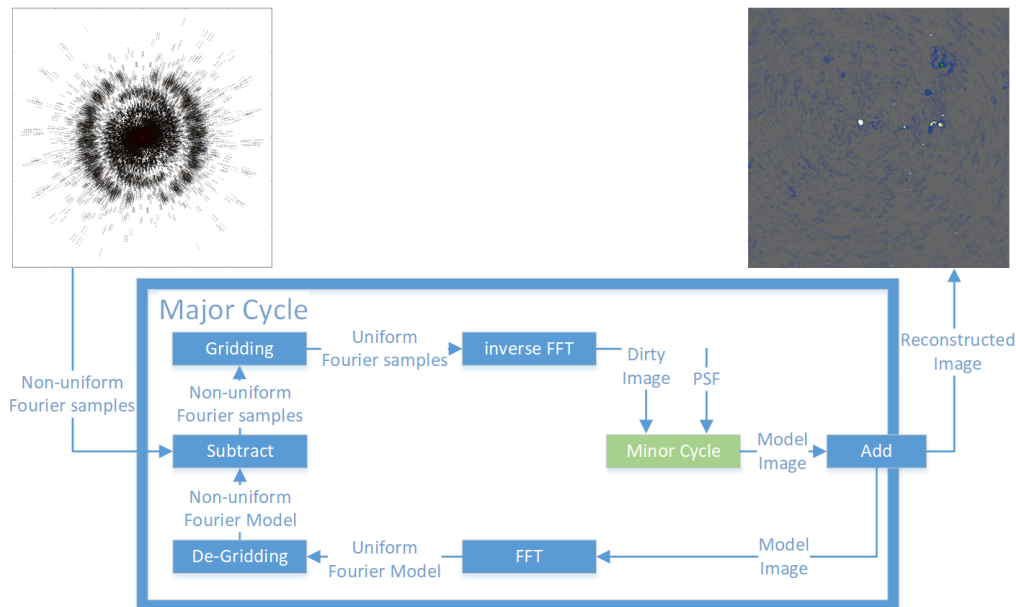 Major Cycle
Gridding
Uniform
Fourier samples
inverse FFT
Dirty
Image
PSF
Reconstructed
Image
Non-uniform
Fourier samples
Non-uniform
Fourier samples
Subtract
Minor Cycle
Model
Image
Add
Non-uniform
Fourier Model
De-Gridding
Uniform
Fourier Model
FFT
Model
Image